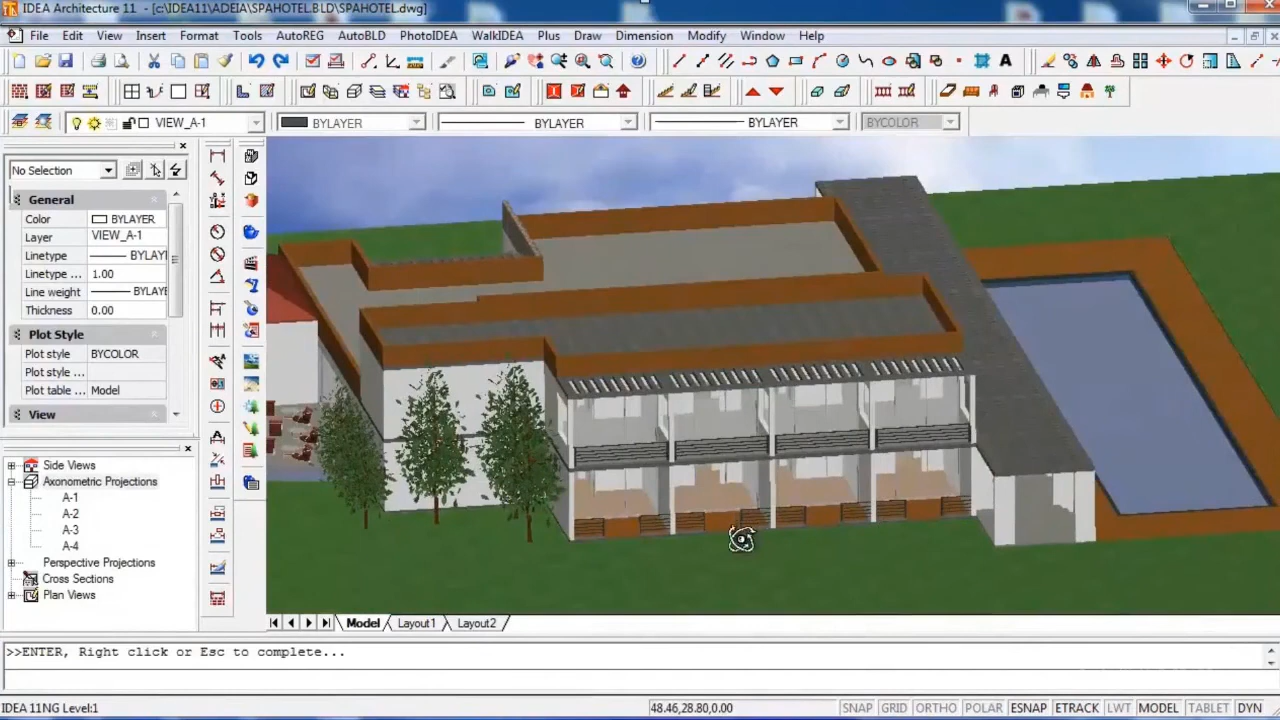 IDEA Architecture 11 - [c:\IDEA11\ADEIA\SPAHOTEL.BLD\SPAHOTEL.dwg]
File Edit View Insert Format Tools AutoREG AutoBLD PhotoIDEA WalkIDEA Plus Draw Dimension Modify Window Help
VIEW_A-1 BYLAYER BYLAYER BYLAYER BYCOLOR
No Selection
General
Color BYLAYER
Layer VIEW_A-1
Linetype BYLAYI
Linetype ... 1.00
Line weight BYLAYE
Thickness 0.00
Plot Style
Plot style BYCOLOR
Plot style ...
Plot table ... Model
View
Side Views
Axonometric Projections
A-1
A-2
A-3
A-4
Perspective Projections
Cross Sections
Plan Views
Model Layout1 Layout2
>>ENTER, Right click or Esc to complete...
IDEA 11NG Level:1 48.46,28.80,0.00 SNAP GRID ORTHO POLAR ESNAP ETRACK LWT MODEL TABLET DYN